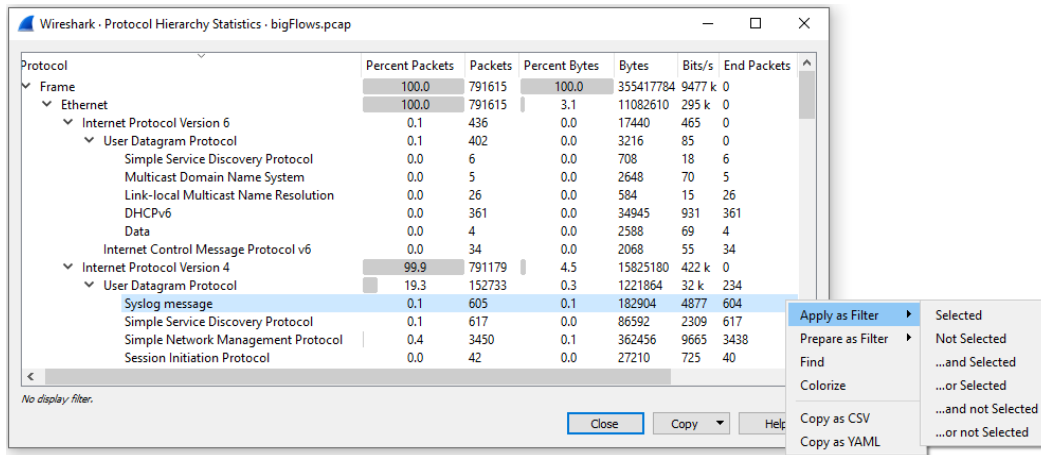 Wireshark · Protocol Hierarchy Statistics · bigFlows.pcap
Protocol Percent Packets Packets Percent Bytes Bytes Bits/s End Packets
Frame 100.0 791615 100.0 355417784 9477 k 0
Ethernet 100.0 791615 3.1 11082610 295 k 0
Internet Protocol Version 6 0.1 436 0.0 17440 465 0
User Datagram Protocol 0.1 402 0.0 3216 85 0
Simple Service Discovery Protocol 0.0 6 0.0 708 18 6
Multicast Domain Name System 0.0 5 0.0 2648 70 5
Link-local Multicast Name Resolution 0.0 26 0.0 584 15 26
DHCPv6 0.0 361 0.0 34945 931 361
Data 0.0 4 0.0 2588 69 4
Internet Control Message Protocol v6 0.0 34 0.0 2068 55 34
Internet Protocol Version 4 99.9 791179 4.5 15825180 422 k 0
User Datagram Protocol 19.3 152733 0.3 1221864 32 k 234
Syslog message 0.1 605 0.1 182904 4877 604
Simple Service Discovery Protocol 0.1 617 0.0 86592 2309 617
Simple Network Management Protocol 0.4 3450 0.1 362456 9665 3438
Session Initiation Protocol 0.0 42 0.0 27210 725 40
No display filter.
Close Copy Help
Apply as Filter
Prepare as Filter
Find
Colorize
Copy as CSV
Copy as YAML
Selected
Not Selected
...and Selected
...or Selected
...and not Selected
...or not Selected